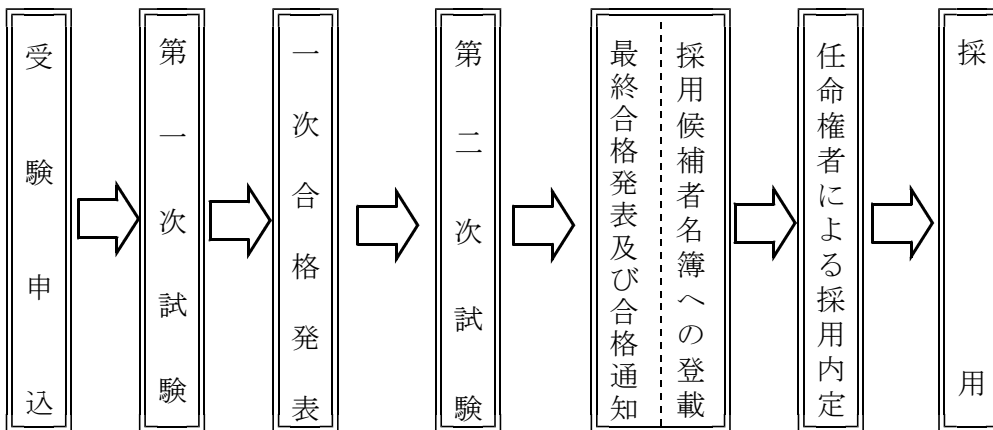 受験申込
第一次試験
一次合格発表
第二次試験
採用候補者名簿への登載
最終合格発表及び合格通知
任命権者による採用内定
採用